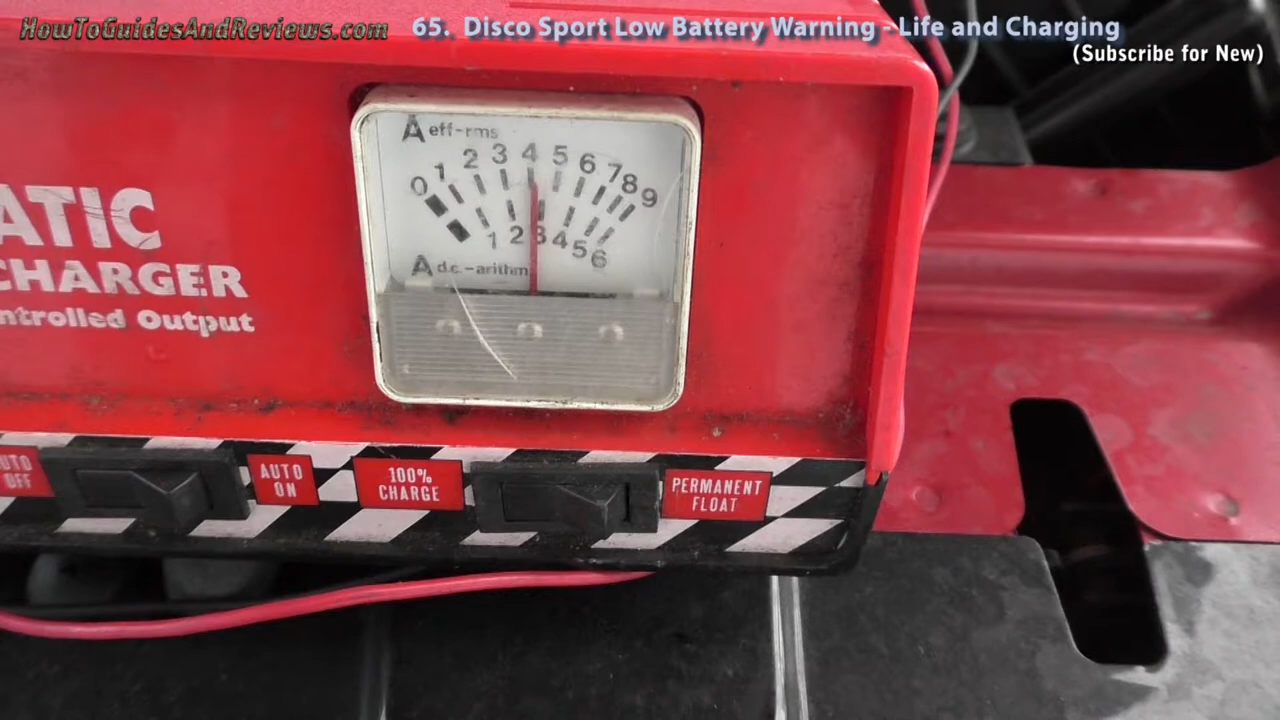 HowToGuidesAndReviews.com
65. Disco Sport Low Battery Warning - Life and Charging
(Subscribe for New)
A eff-rms
0 1 2 3 4 5 6 7 8 9
1 2 3 4 5 6
A d.c.-arithm
ATIC
CHARGER
ntrolled Output
UTO
OFF
AUTO
ON
100%
CHARGE
PERMANENT
FLOAT